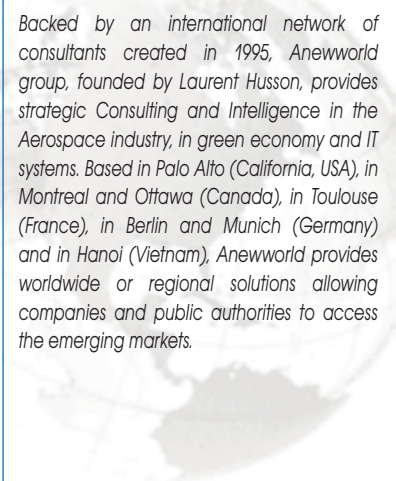 Backed by an international network of
consultants created in 1995, Anewworld
group, founded by Laurent Husson, provides
strategic Consulting and Intelligence in the
Aerospace industry, in green economy and IT
systems. Based in Palo Alto (California, USA), in
Montreal and Ottawa (Canada), in Toulouse
(France), in Berlin and Munich (Germany)
and in Hanoi (Vietnam), Anewworld provides
worldwide or regional solutions allowing
companies and public authorities to access
the emerging markets.